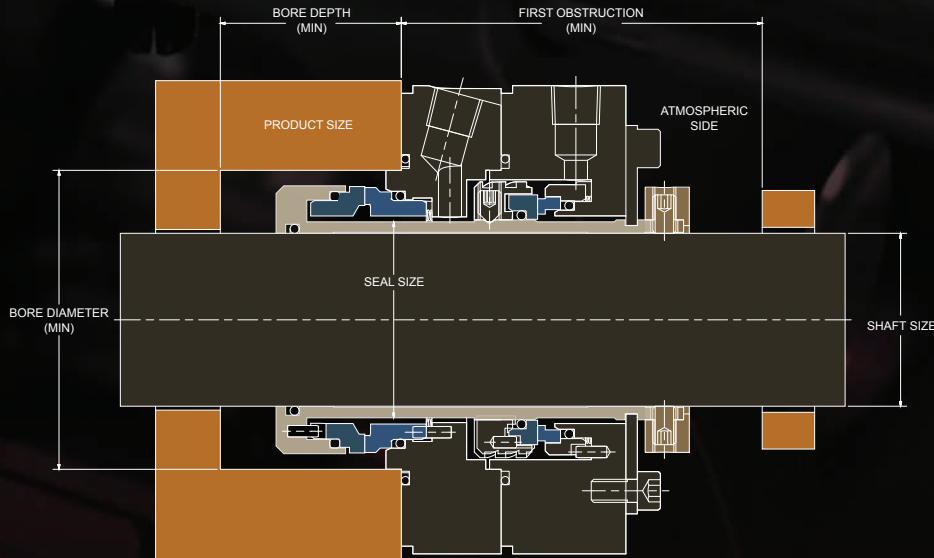 BORE DEPTH
(MIN)
FIRST OBSTRUCTION
(MIN)
PRODUCT SIZE
ATMOSPHERIC
SIDE
SEAL SIZE
BORE DIAMETER
(MIN)
SHAFT SIZE